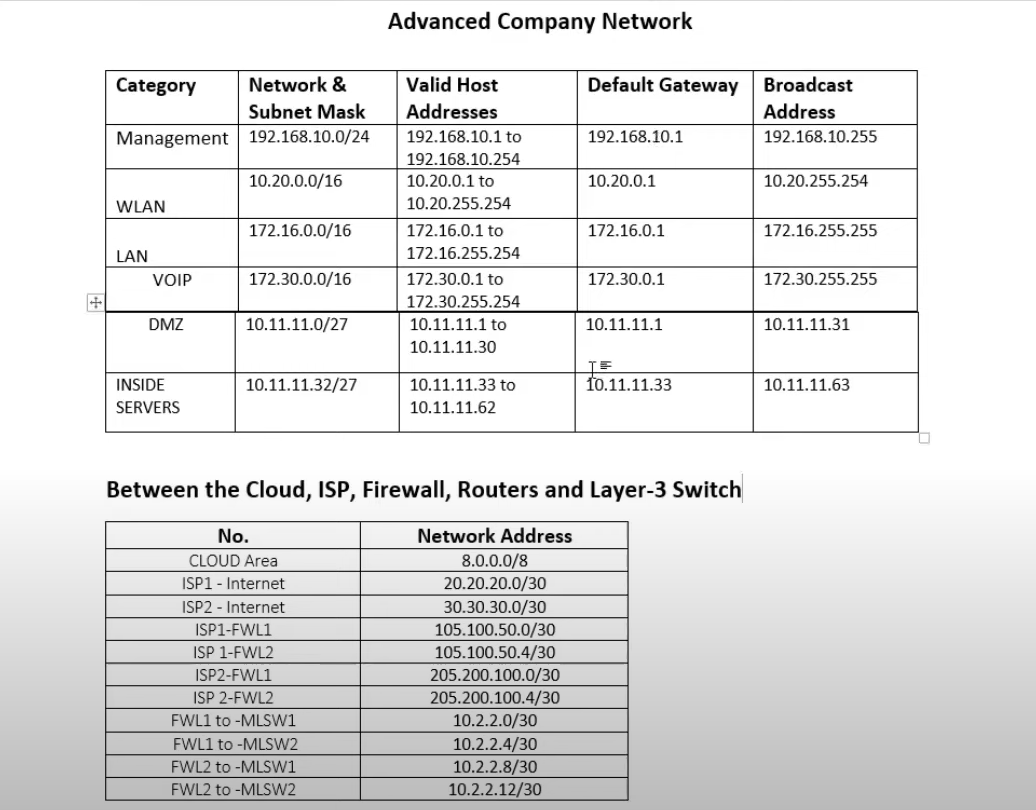 Advanced Company Network
Category
Network &
Subnet Mask
Valid Host
Addresses
Default Gateway
Broadcast
Address
Management
192.168.10.0/24
192.168.10.1 to
192.168.10.254
192.168.10.1
192.168.10.255
WLAN
10.20.0.0/16
10.20.0.1 to
10.20.255.254
10.20.0.1
10.20.255.254
LAN
172.16.0.0/16
172.16.0.1 to
172.16.255.254
172.16.0.1
172.16.255.255
VOIP
172.30.0.0/16
172.30.0.1 to
172.30.255.254
172.30.0.1
172.30.255.255
DMZ
10.11.11.0/27
10.11.11.1 to
10.11.11.30
10.11.11.1
10.11.11.31
INSIDE
SERVERS
10.11.11.32/27
10.11.11.33 to
10.11.11.62
10.11.11.33
10.11.11.63
Between the Cloud, ISP, Firewall, Routers and Layer-3 Switch
No.
Network Address
CLOUD Area
8.0.0.0/8
ISP1 - Internet
20.20.20.0/30
ISP2 - Internet
30.30.30.0/30
ISP1-FWL1
105.100.50.0/30
ISP 1-FWL2
105.100.50.4/30
ISP2-FWL1
205.200.100.0/30
ISP 2-FWL2
205.200.100.4/30
FWL1 to -MLSW1
10.2.2.0/30
FWL1 to -MLSW2
10.2.2.4/30
FWL2 to -MLSW1
10.2.2.8/30
FWL2 to -MLSW2
10.2.2.12/30